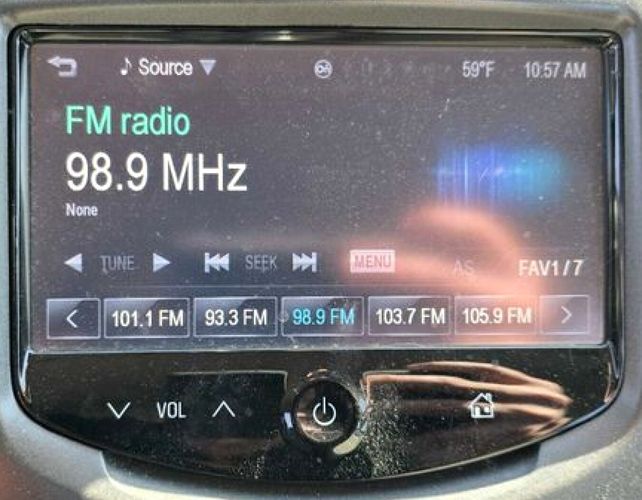 Source 59°F 10:57 AM
FM radio
98.9 MHz
None
TUNE SEEK MENU AS FAV1/7
101.1 FM 93.3 FM 98.9 FM 103.7 FM 105.9 FM
VOL